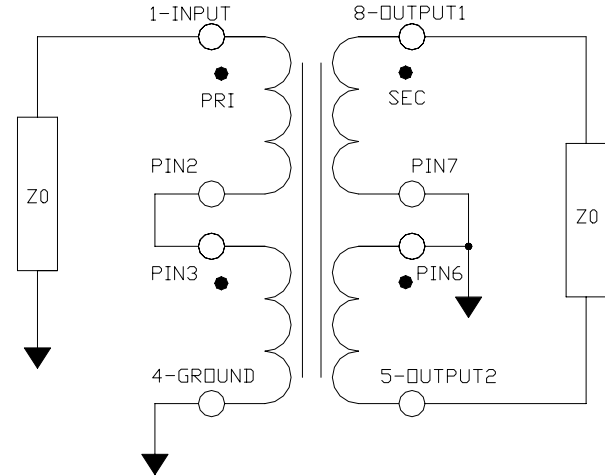 1-INPUT
8-OUTPUT1
PRI
SEC
PIN2
PIN7
Z0
Z0
PIN3
PIN6
4-GROUND
5-OUTPUT2